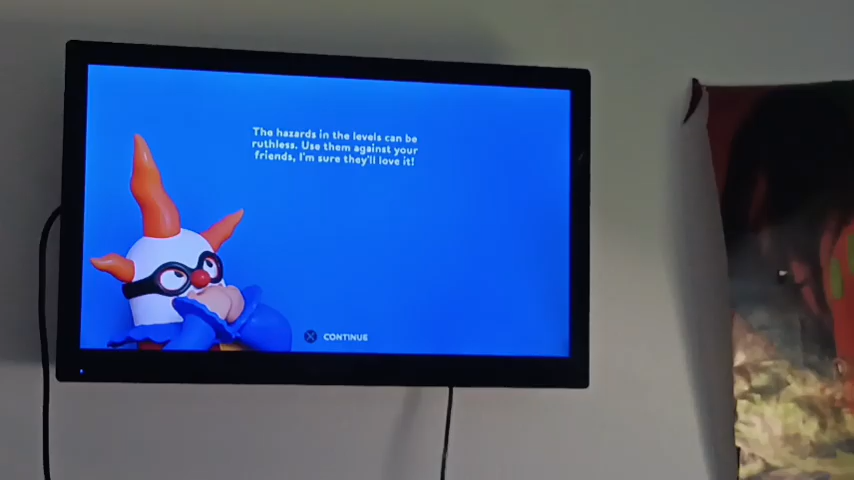 The hazards in the levels can be
ruthless. Use them against your
friends, I'm sure they'll love it!
CONTINUE